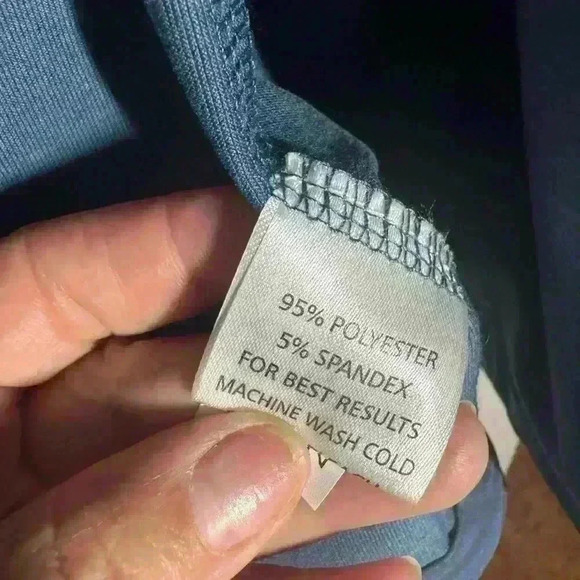 95% POLYESTER
5% SPANDEX
FOR BEST RESULTS
MACHINE WASH COLD